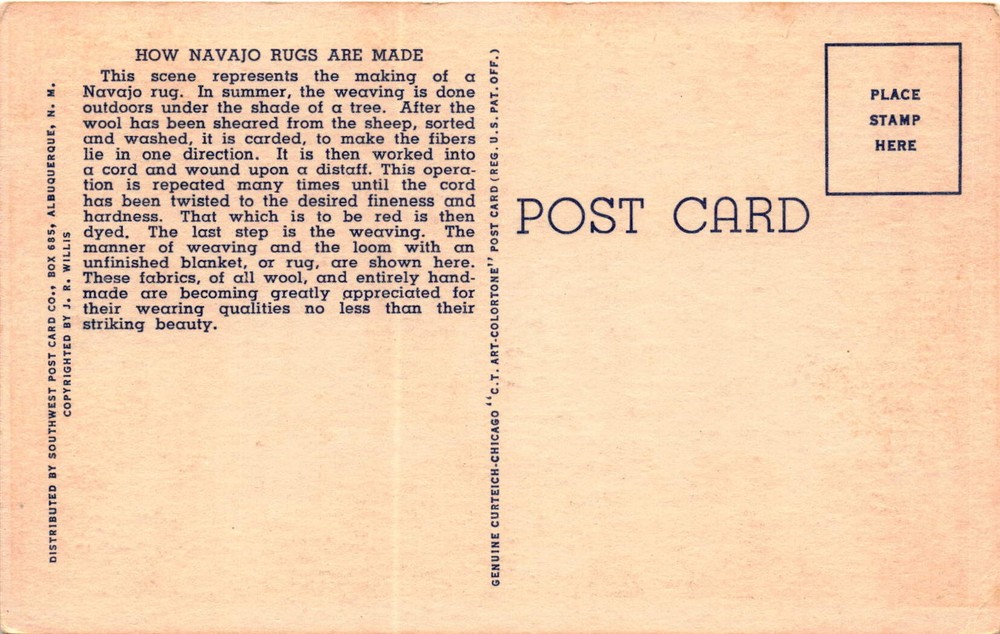 HOW NAVAJO RUGS ARE MADE
This scene represents the making of a
Navajo rug. In summer, the weaving is done
outdoors under the shade of a tree. After the
wool has been sheared from the sheep, sorted
and washed, it is carded, to make the fibers
lie in one direction. It is then worked into
a cord and wound upon a distaff. This opera-
tion is repeated many times until the cord
has been twisted to the desired fineness and
hardness. That which is to be red is then
dyed. The last step is the weaving. The
manner of weaving and the loom with an
unfinished blanket, or rug, are shown here.
These fabrics, of all wool, and entirely hand-
made are becoming greatly appreciated for
their wearing qualities no less than their
striking beauty.
DISTRIBUTED BY SOUTHWEST POST CARD CO., BOX 685, ALBUQUERQUE, N. M.
COPYRIGHTED BY J. R. WILLIS
GENUINE CURTEICH-CHICAGO "C.T. ART-COLORTONE" POST CARD (REG. U. S. PAT. OFF.)
POST CARD
PLACE
STAMP
HERE